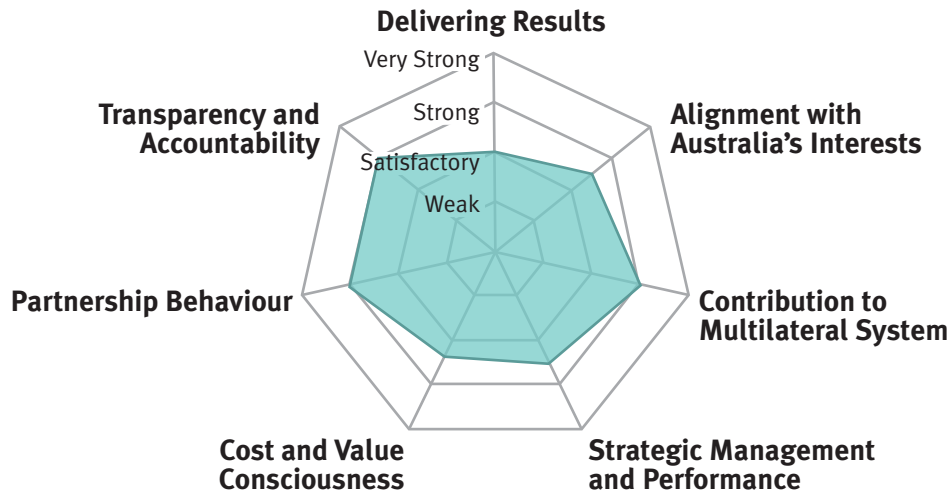 Delivering Results
Very Strong
Strong
Satisfactory
Weak
Alignment with
Australia’s Interests
Contribution to
Multilateral System
Strategic Management
and Performance
Cost and Value
Consciousness
Partnership Behaviour
Transparency and
Accountability